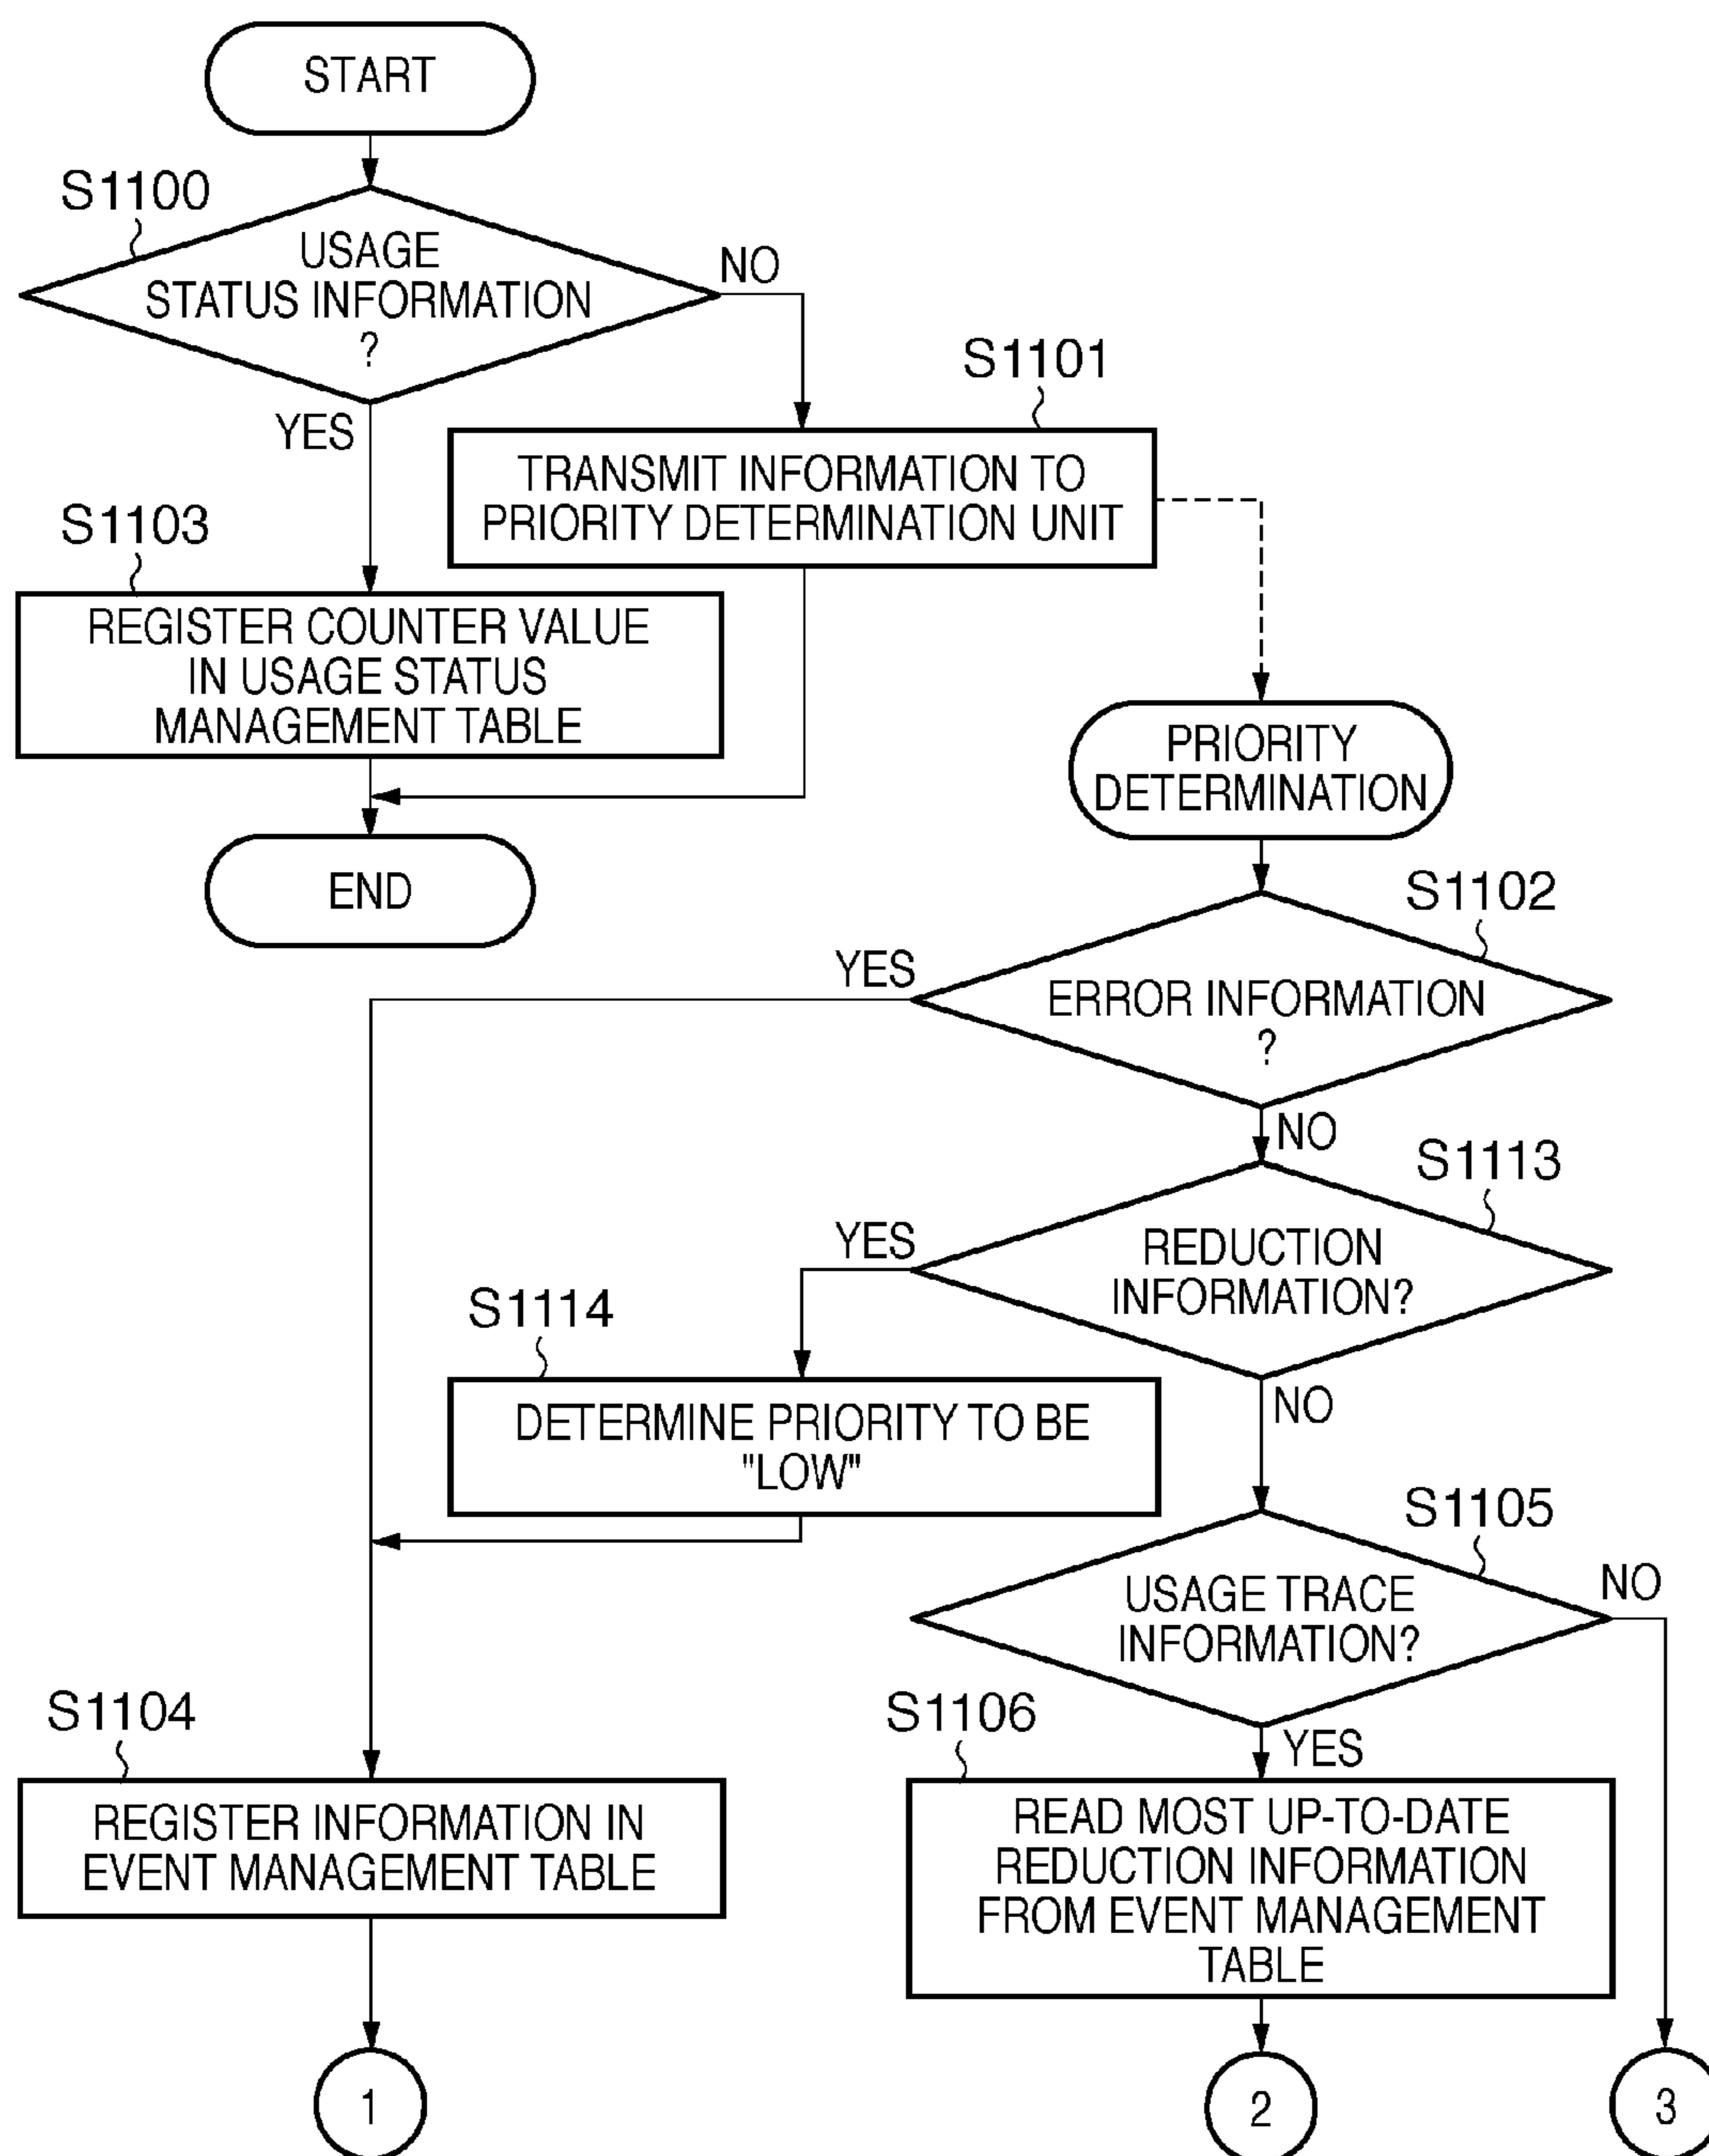 START
S1100
USAGE
STATUS INFORMATION
?
NO
YES
S1101
TRANSMIT INFORMATION TO
PRIORITY DETERMINATION UNIT
S1103
REGISTER COUNTER VALUE
IN USAGE STATUS
MANAGEMENT TABLE
END
PRIORITY
DETERMINATION
S1102
ERROR INFORMATION
?
YES
NO
S1113
REDUCTION
INFORMATION?
YES
NO
S1114
DETERMINE PRIORITY TO BE
"LOW"
S1105
USAGE TRACE
INFORMATION?
NO
YES
S1104
REGISTER INFORMATION IN
EVENT MANAGEMENT TABLE
S1106
READ MOST UP-TO-DATE
REDUCTION INFORMATION
FROM EVENT MANAGEMENT
TABLE
1
2
3